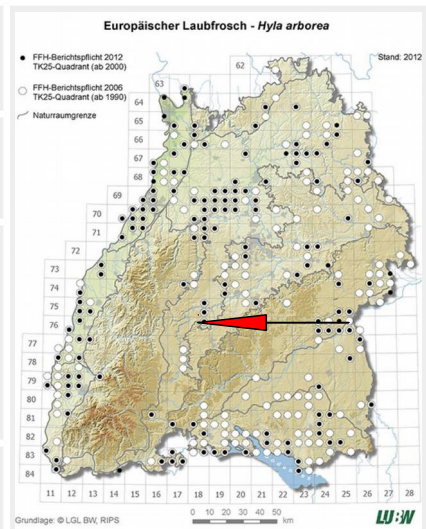 Europäischer Laubfrosch - Hyla arborea
FFH-Berichtspflicht 2012
TK25-Quadrant (ab 2000)
FFH-Berichtspflicht 2006
TK25-Quadrant (ab 1990)
Naturraumgrenze
Stand: 2012
62
63
64
65
66
67
68
69
70
71
72
73
74
75
76
77
78
79
80
81
82
83
84
11 12 13 14 15 16 17 18 19 20 21 22 23 24 25 26 27 28
0 10 20 30 40 50
km
Grundlage: © LGL BW, RIPS
LUBW